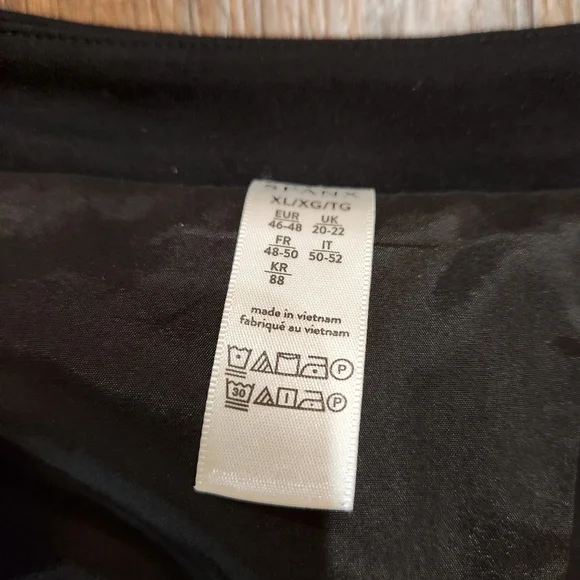 SPANX
XL/XG/TG
EUR UK
46-48 20-22
FR IT
48-50 50-52
KR
88
made in vietnam
fabriqué au vietnam
P
30 P